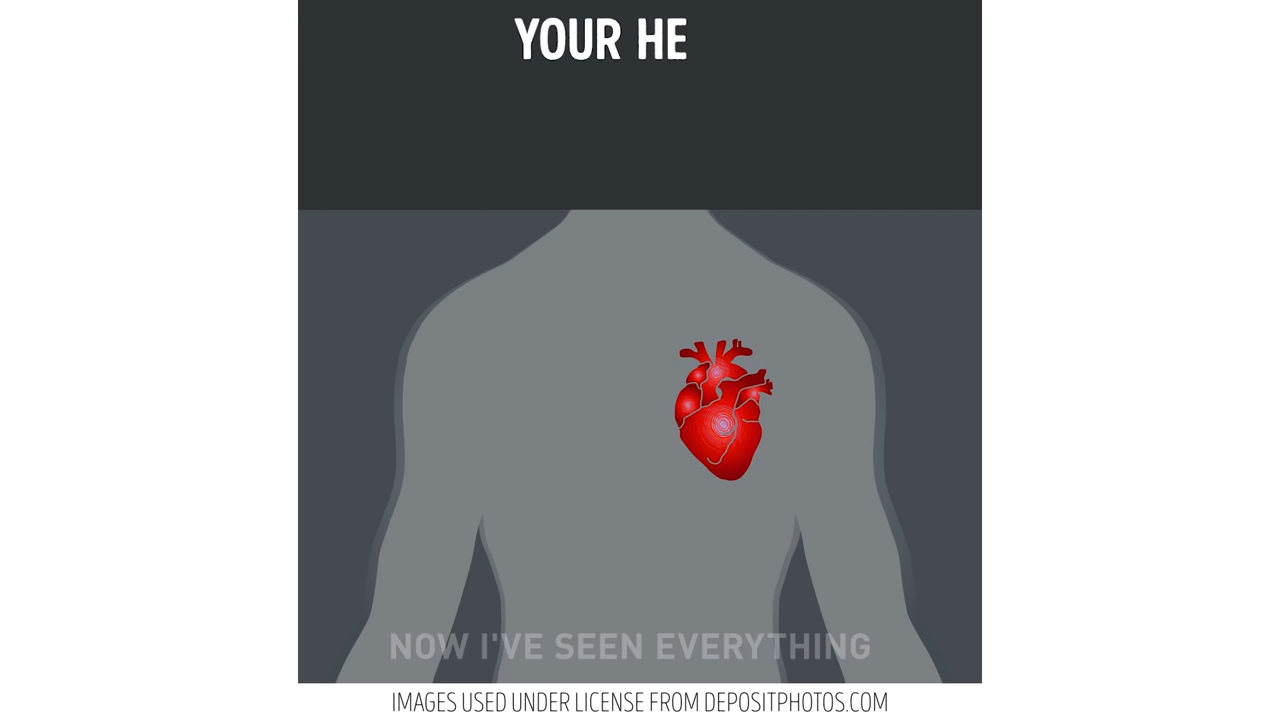 YOUR HE
NOW I'VE SEEN EVERYTHING
IMAGES USED UNDER LICENSE FROM DEPOSITPHOTOS.COM